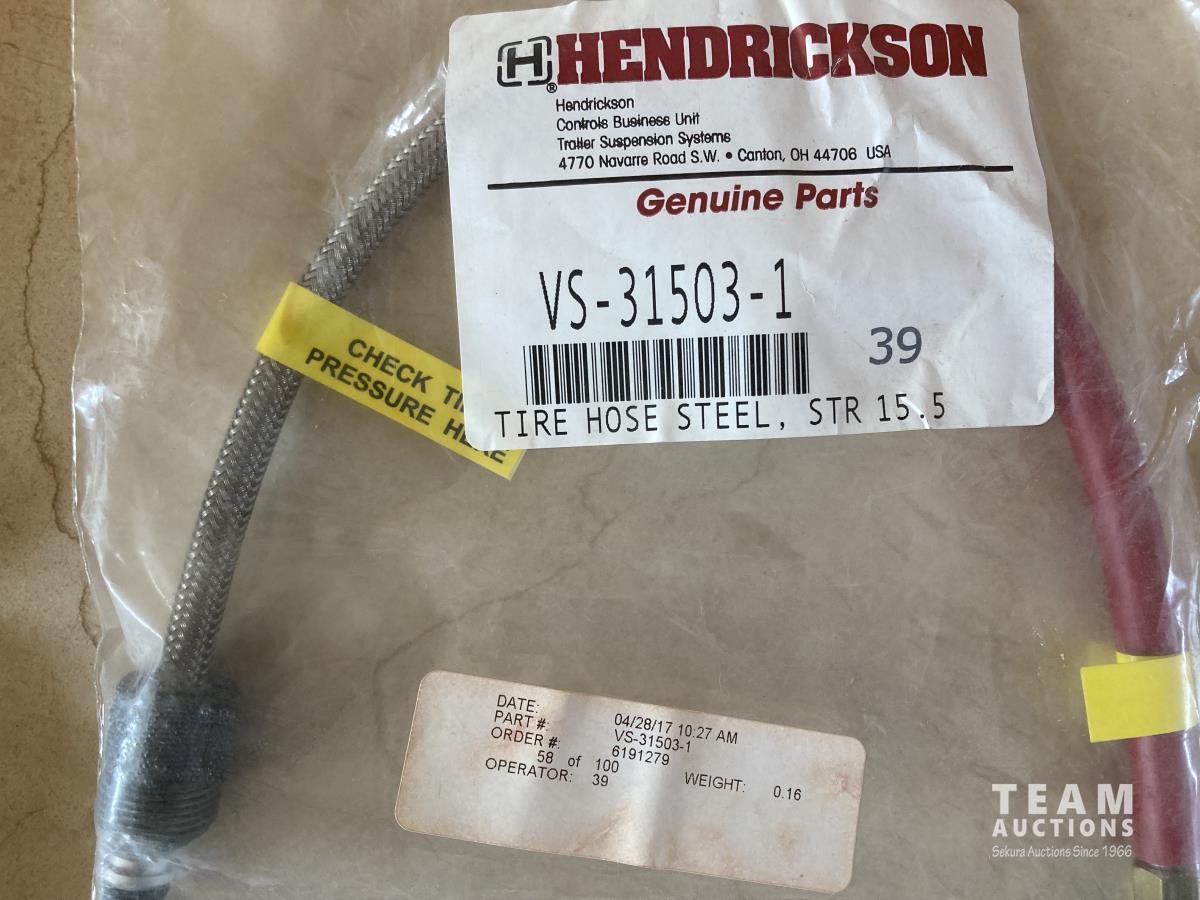 H® HENDRICKSON
Hendrickson
Controls Business Unit
Trailer Suspension Systems
4770 Navarre Road S.W. • Canton, OH 44706 USA
Genuine Parts
VS-31503-1
39
TIRE HOSE STEEL, STR 15.5
CHECK
PRESSURE
DATE: 04/28/17 10:27 AM
PART #: VS-31503-1
ORDER #: 6191279
58 of 100
OPERATOR: 39 WEIGHT: 0.16
TEAM
AUCTIONS
Sekura Auctions Since 1966